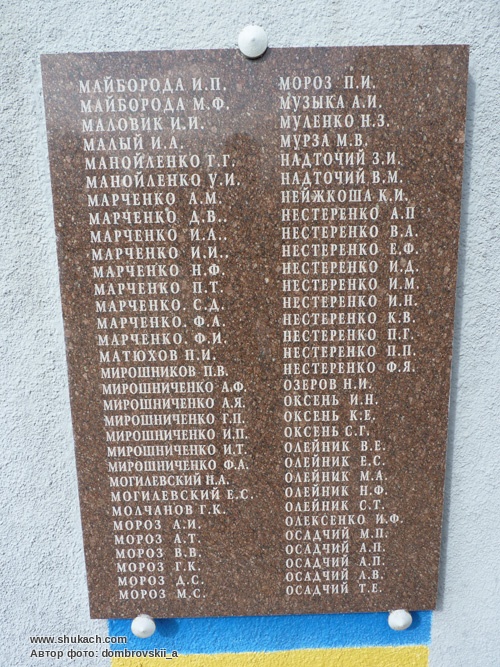 МАЙБОРОДА И.П.
МАЙБОРОДА М.Ф.
МАЛОВИК И.И.
МАЛЫЙ И.А.
МАНОЙЛЕНКО Т.Г.
МАНОЙЛЕНКО У.И.
МАРЧЕНКО А.М.
МАРЧЕНКО Д.В..
МАРЧЕНКО И.А..
МАРЧЕНКО И.И..
МАРЧЕНКО Н.Ф.
МАРЧЕНКО П.Т.
МАРЧЕНКО. С.Д.
МАРЧЕНКО. Ф.А.
МАРЧЕНКО. Ф.И.
МАТЮХОВ Н.И.
МИРОШНИКОВ П.В.
МИРОШНИЧЕНКО А.Ф.
МИРОШНИЧЕНКО А.Я.
МИРОШНИЧЕНКО Г.П.
МИРОШНИЧЕНКО И.П.
МИРОШНИЧЕНКО И.Т.
МИРОШНИЧЕНКО Ф.А.
МОГИЛЕВСКИЙ Н.А.
МОГИЛЕВСКИЙ Е.С.
МОЛЧАНОВ Г.К.
МОРОЗ А.И.
МОРОЗ А.Т.
МОРОЗ В.В.
МОРОЗ Г.К.
МОРОЗ Д.С.
МОРОЗ М.С.
МОРОЗ П.И.
МУЗЫКА А.И.
МУЛЕНКО Н.З.
МУРЗА М.В.
НАДТОЧИЙ З.И.
НАДТОЧИЙ В.М.
НЕЙЖКОША К.И.
НЕСТЕРЕНКО А.П
НЕСТЕРЕНКО В.А.
НЕСТЕРЕНКО Е.Ф.
НЕСТЕРЕНКО И.Д.
НЕСТЕРЕНКО И.М.
НЕСТЕРЕНКО И.Н.
НЕСТЕРЕНКО К.В.
НЕСТЕРЕНКО П.Г.
НЕСТЕРЕНКО П.П.
НЕСТЕРЕНКО Ф.Я.
ОЗЕРОВ Н.И.
ОКСЕНЬ И.Н.
ОКСЕНЬ К.Е.
ОКСЕНЬ С.Г.
ОЛЕЙНИК В.Е.
ОЛЕЙНИК Е.С.
ОЛЕЙНИК М.А.
ОЛЕЙНИК Н.Ф.
ОЛЕЙНИК С.Т.
ОЛЕКСЕНКО И.Ф.
ОСАДЧИЙ М.П.
ОСАДЧИЙ А.Н.
ОСАДЧИЙ А.П.
ОСАДЧИЙ Л.В.
ОСАДЧИЙ Т.Е.
www.shukach.com
Автор фото: dombrovskii_a